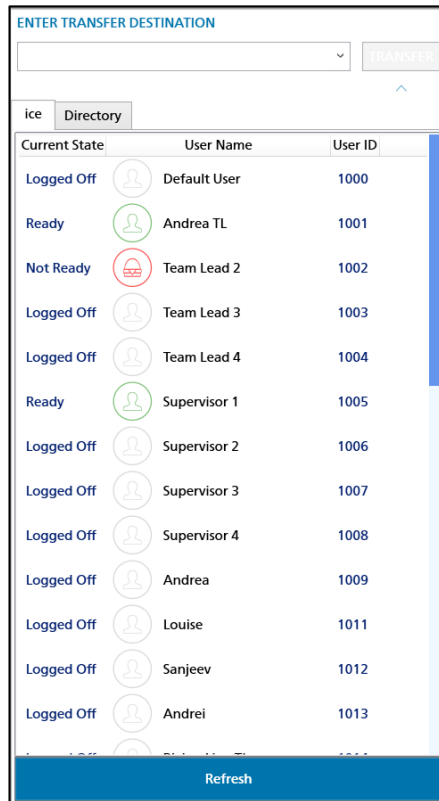 ENTER TRANSFER DESTINATION
TRANSFER
ice Directory
Current State User Name User ID
Logged Off Default User 1000
Ready Andrea TL 1001
Not Ready Team Lead 2 1002
Logged Off Team Lead 3 1003
Logged Off Team Lead 4 1004
Ready Supervisor 1 1005
Logged Off Supervisor 2 1006
Logged Off Supervisor 3 1007
Logged Off Supervisor 4 1008
Logged Off Andrea 1009
Logged Off Louise 1011
Logged Off Sanjeev 1012
Logged Off Andrei 1013
Refresh